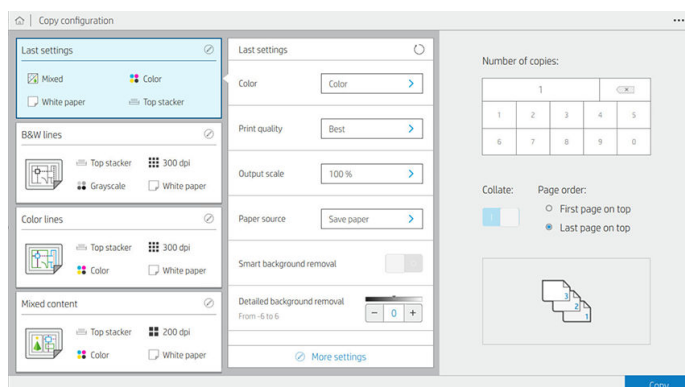 Copy configuration
Last settings
Mixed
Color
White paper
Top stacker
B&W lines
Top stacker
300 dpi
Grayscale
White paper
Color lines
Top stacker
300 dpi
Color
White paper
Mixed content
Top stacker
200 dpi
Color
White paper
Last settings
Color
Color
Print quality
Best
Output scale
100 %
Paper source
Save paper
Smart background removal
Detailed background removal
From -6 to 6
− 0 +
More settings
Number of copies:
1
1 2 3 4 5
6 7 8 9 0
Collate:
Page order:
First page on top
Last page on top
3
2
1
Copy